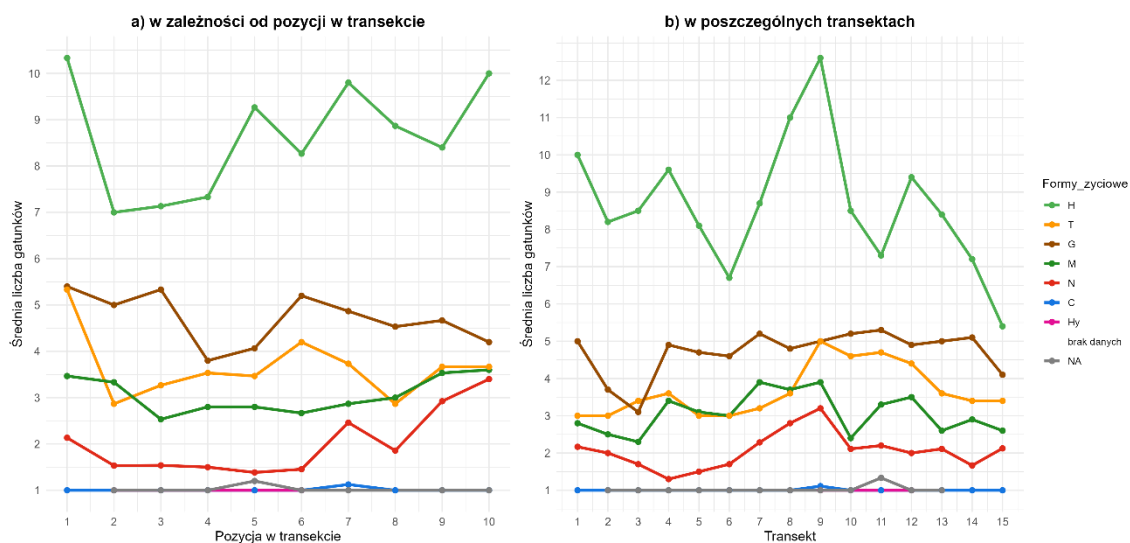 a) w zależności od pozycji w transekcie
b) w poszczególnych transektach
Średnia liczba gatunków
10
9
8
7
6
5
4
3
2
1
1 2 3 4 5 6 7 8 9 10
Pozycja w transekcie
Średnia liczba gatunków
12
11
10
9
8
7
6
5
4
3
2
1
1 2 3 4 5 6 7 8 9 10 11 12 13 14 15
Transekt
Formy_zyciowe
H
T
G
M
N
C
Hy
brak danych
NA